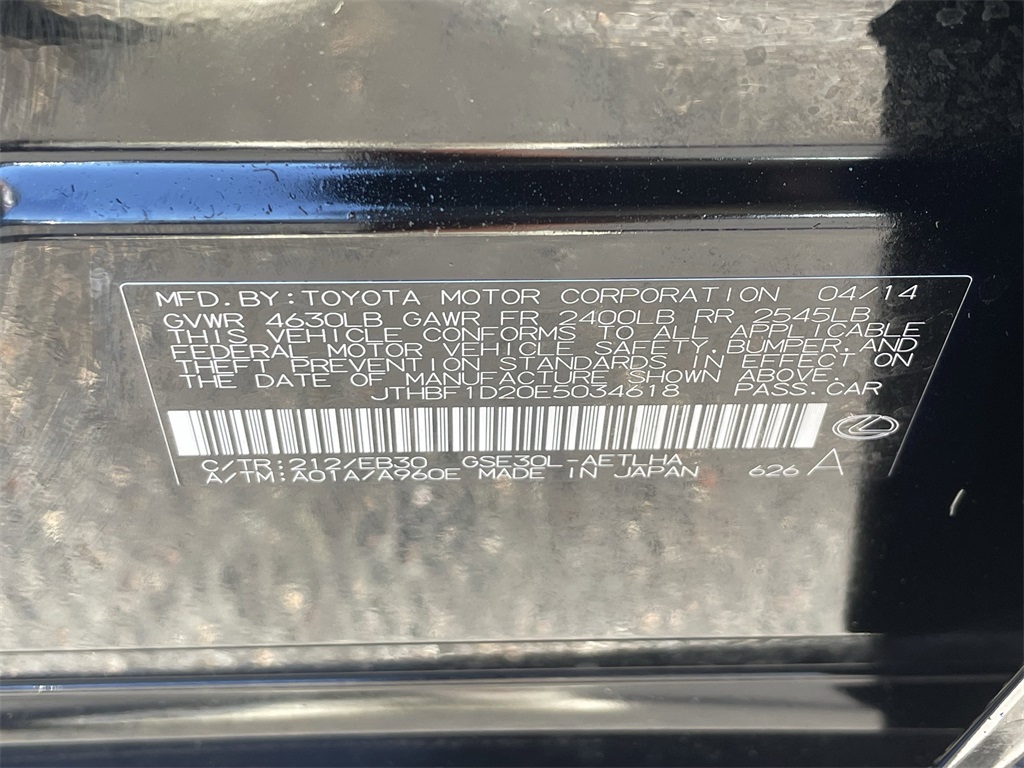 MFD.BY:TOYOTA MOTOR CORPORATION 04/14
GVWR 4630LB GAWR FR 2400LB RR 2545LB
THIS VEHICLE CONFORMS TO ALL APPLICABLE
FEDERAL MOTOR VEHICLE SAFETY,BUMPER,AND
THEFT PREVENTION STANDARDS IN EFFECT ON
THE DATE OF MANUFACTURE SHOWN ABOVE.
JTHBF1D20E5034618 PASS.CAR
C/TR:212/EB30 GSE30L-AETLHA
A/TM:A01A/A960E MADE IN JAPAN 626 A